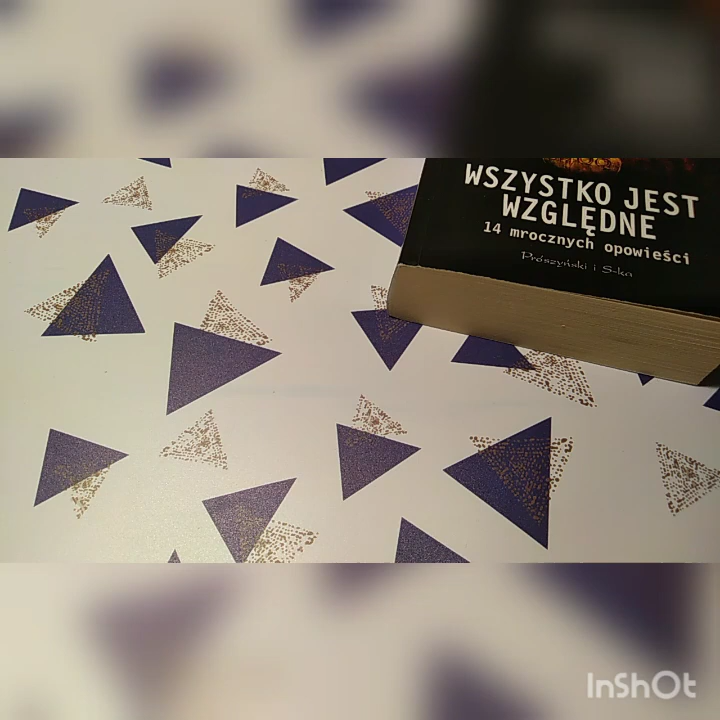 WSZYSTKO JEST
WZGLĘDNE
14 mrocznych opowieści
Prószyński i S-ka
InShOt